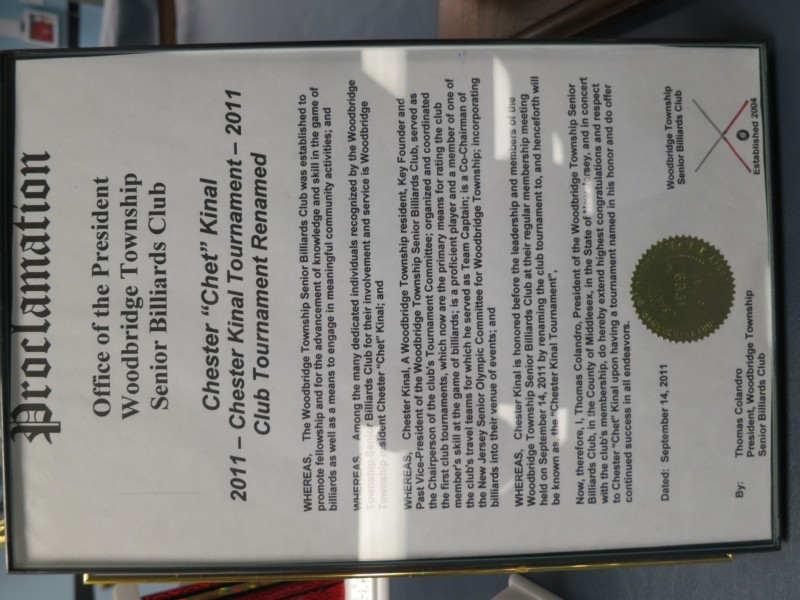 Proclamation
Office of the President
Woodbridge Township
Senior Billiards Club
Chester “Chet” Kinal
2011 – Chester Kinal Tournament – 2011
Club Tournament Renamed
WHEREAS, The Woodbridge Township Senior Billiards Club was established to
promote fellowship and for the advancement of knowledge and skill in the game of
billiards as well as a means to engage in meaningful community activities; and
WHEREAS, Among the many dedicated individuals recognized by the Woodbridge
Township Senior Billiards Club for their involvement and service is Woodbridge
Township resident Chester “Chet” Kinal; and
WHEREAS, Chester Kinal, A Woodbridge Township resident, Key Founder and
Past Vice-President of the Woodbridge Township Senior Billiards Club, served as
the Chairperson of the club's Tournament Committee; organized and coordinated
the first club tournaments, which now are the primary means for rating the club
member's skill at the game of billiards; is a proficient player and a member of one of
the club's travel teams for which he served as Team Captain; is a Co-Chairman of
the New Jersey Senior Olympic Committee for Woodbridge Township; incorporating
billiards into their venue of events; and
WHEREAS, Chester Kinal is honored before the leadership and members of the
Woodbridge Township Senior Billiards Club at their regular membership meeting
held on September 14, 2011 by renaming the club tournament to, and henceforth will
be known as, the “Chester Kinal Tournament”,
Now, therefore, I, Thomas Colandro, President of the Woodbridge Township Senior
Billiards Club, in the County of Middlesex, in the State of New Jersey, and in concert
with the club's membership, do hereby extend highest congratulations and respect
to Chester “Chet” Kinal upon having a tournament named in his honor and do offer
continued success in all endeavors.
Dated: September 14, 2011
By: Thomas Colandro
President, Woodbridge Township
Senior Billiards Club
Woodbridge Township
Senior Billiards Club
Established 2004